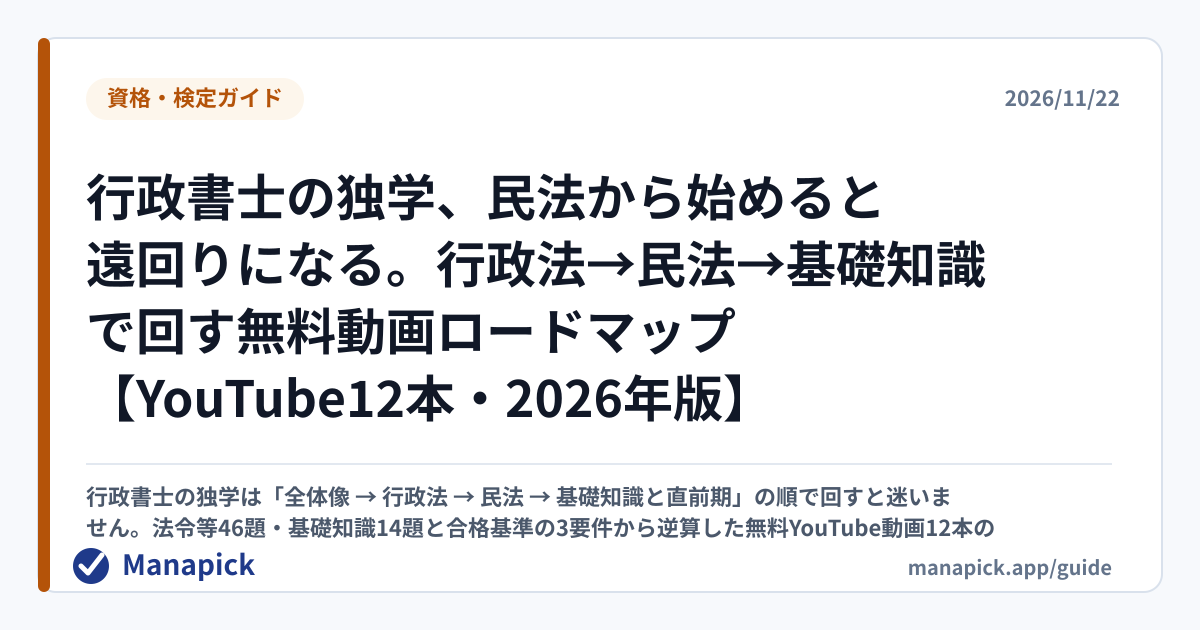 資格・検定ガイド
2026/11/22
行政書士の独学、民法から始めると
遠回りになる。行政法→民法→基礎知識
で回す無料動画ロードマップ
【YouTube12本・2026年版】
行政書士の独学は「全体像 → 行政法 → 民法 → 基礎知識と直前期」の順で回すと迷いま
せん。法令等46題・基礎知識14題と合格基準の3要件から逆算した無料YouTube動画12本の
Manapick
manapick.app/guide